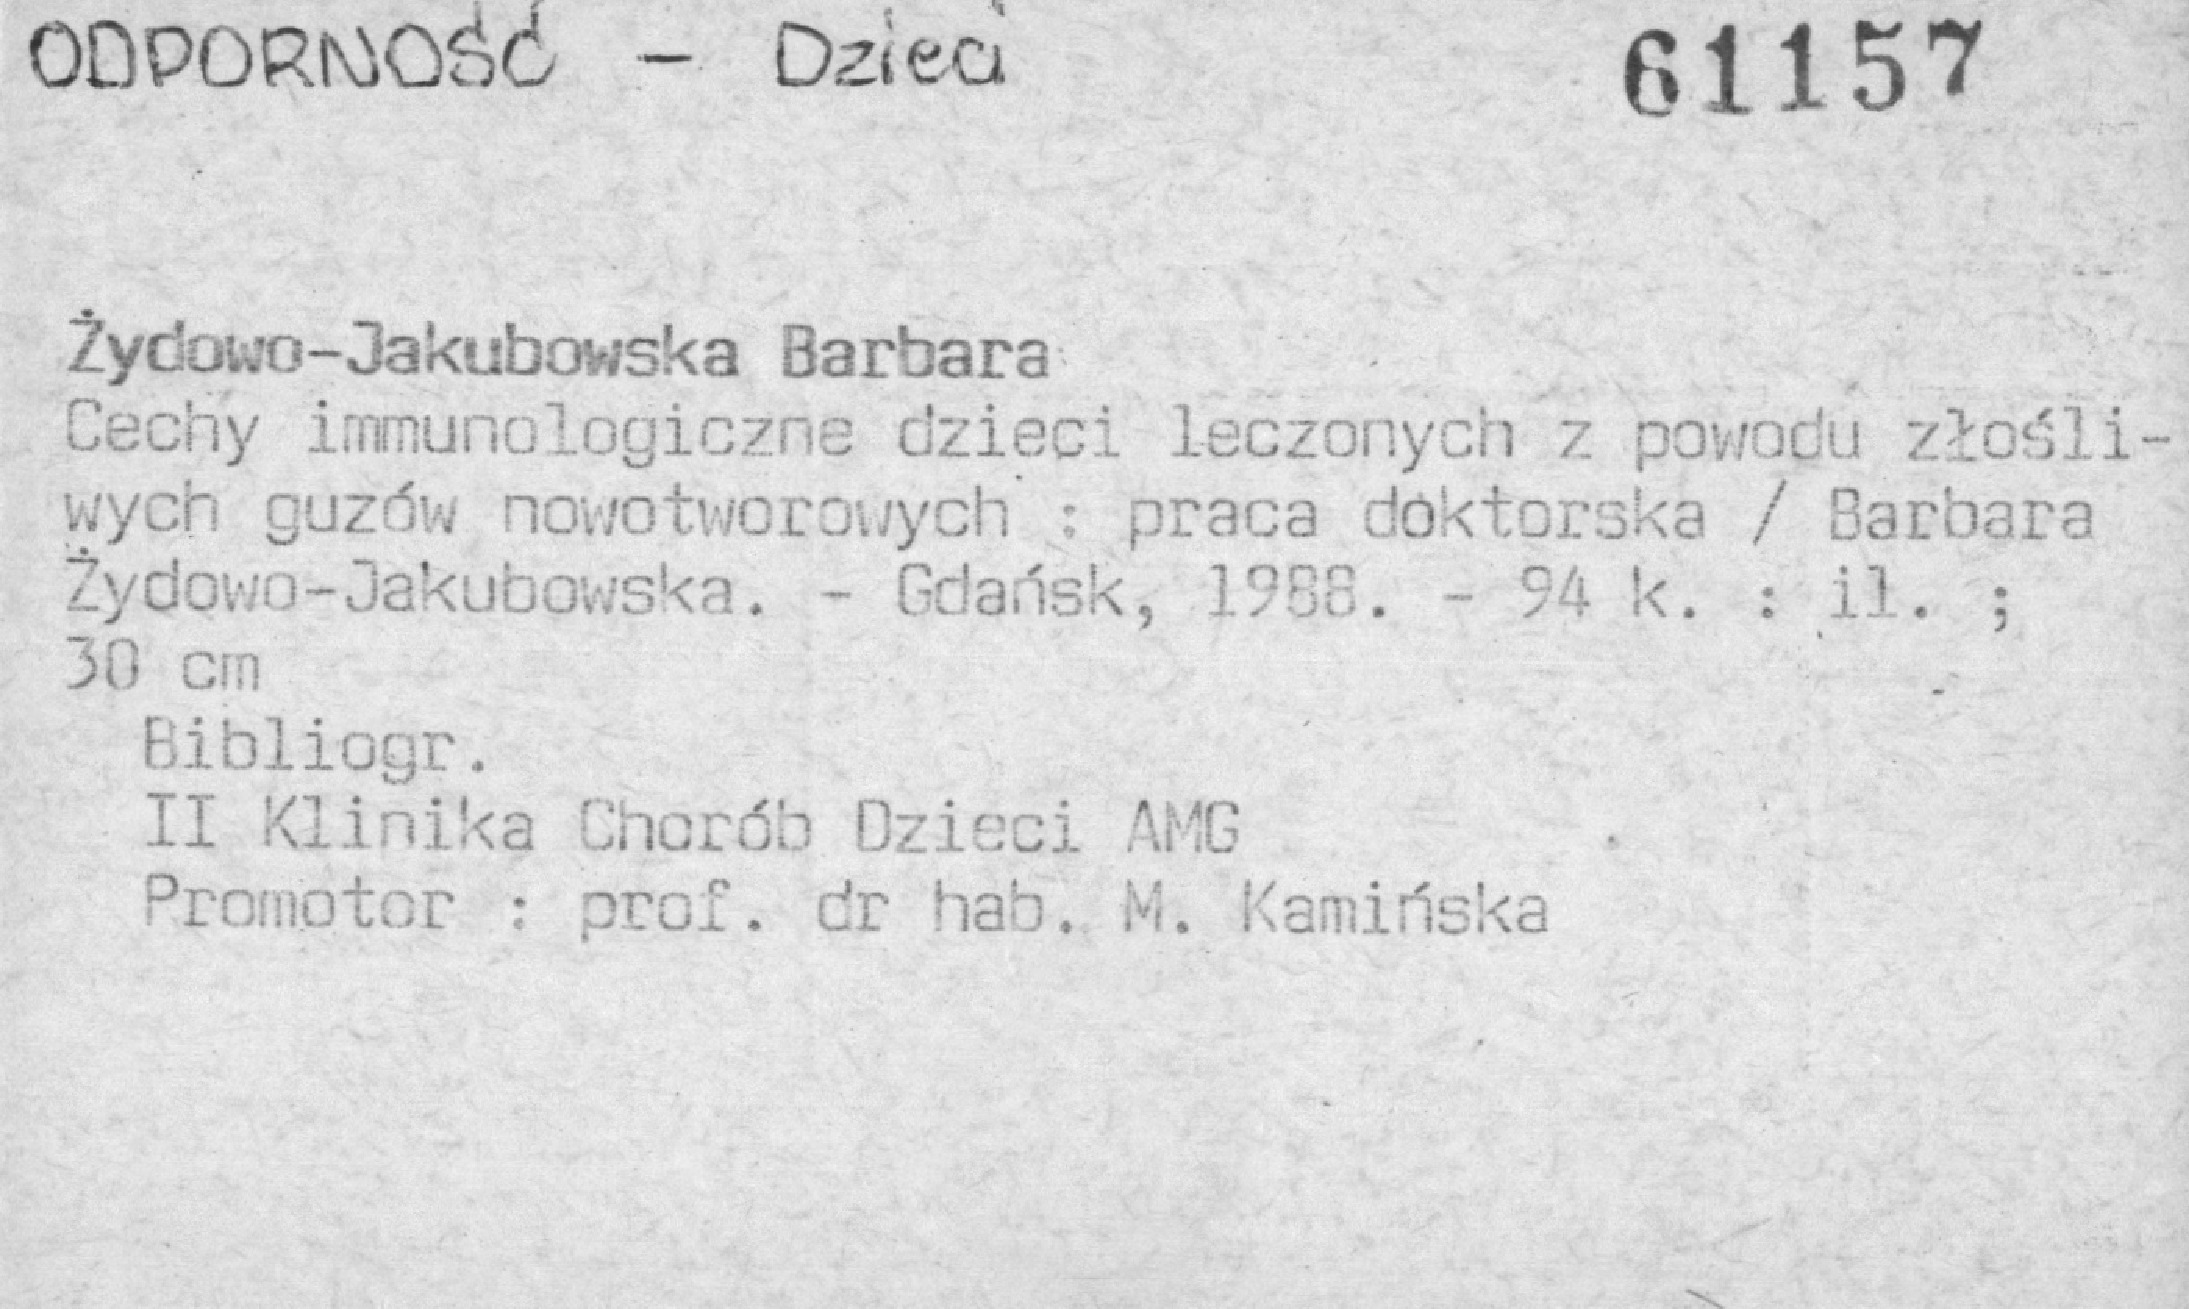 ODPORNOŚĆ - Dzieci 61157
Żydowo-Jakubowska Barbara
Cechy immunologiczne dzieci leczonych z powodu złośli-
wych guzów nowotworowych : praca doktorska / Barbara
Żydowo-Jakubowska. - Gdańsk, 1988. - 94 k. : il. ;
30 cm
Bibliogr.
II Klinika Chorób Dzieci AMG
Promotor : prof. dr hab. M. Kamińska